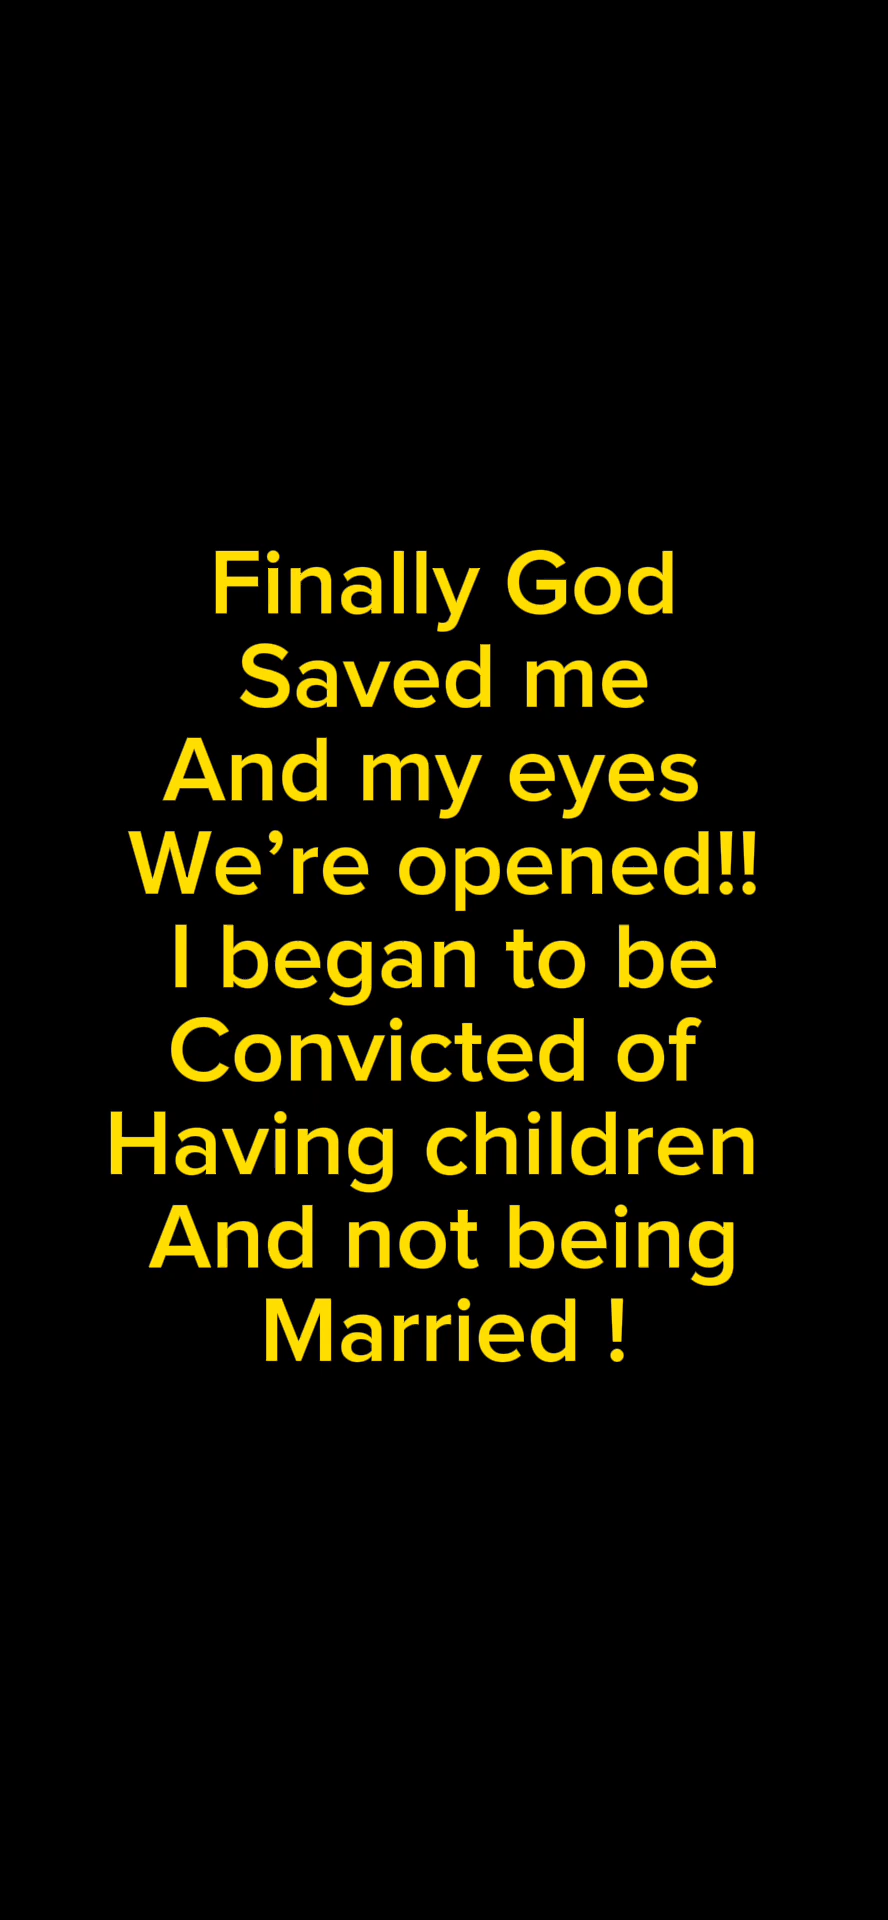 Finally God
Saved me
And my eyes
We’re opened!!
I began to be
Convicted of
Having children
And not being
Married !